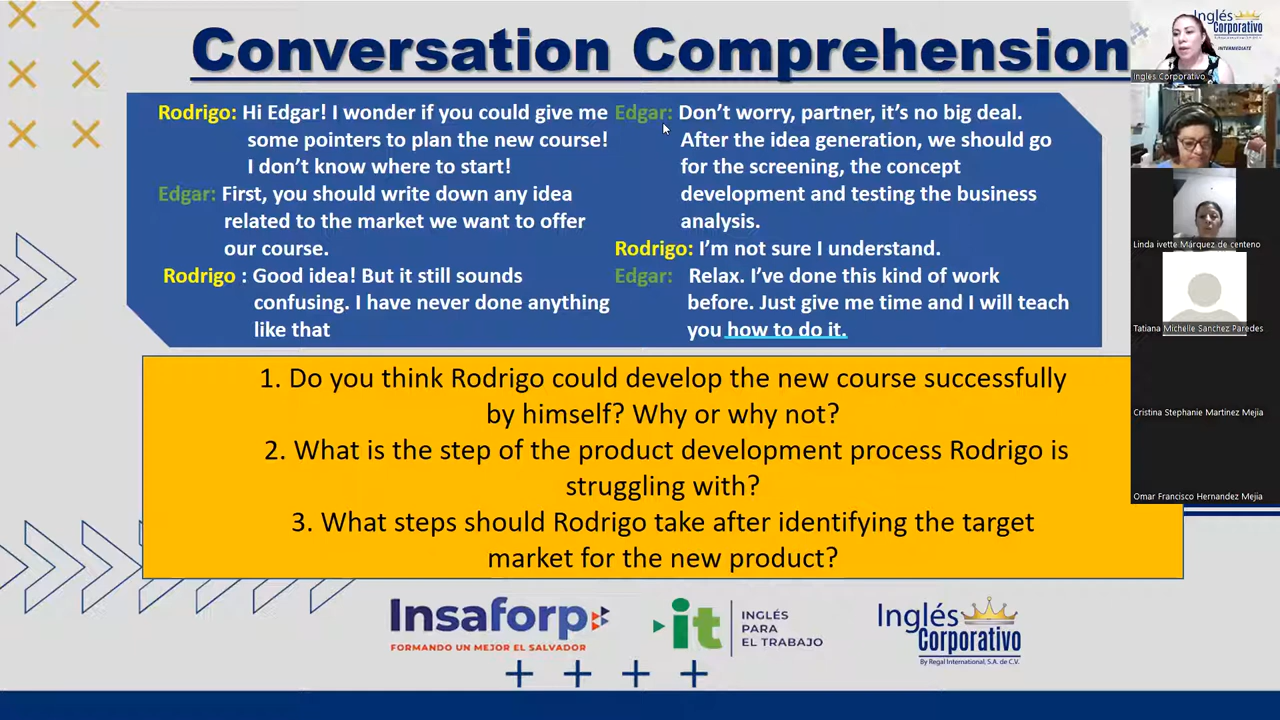 Conversation Comprehension
Rodrigo: Hi Edgar! I wonder if you could give me
some pointers to plan the new course!
I don't know where to start!
Edgar: First, you should write down any idea
related to the market we want to offer
our course.
Rodrigo : Good idea! But it still sounds
confusing. I have never done anything
like that
Edgar: Don't worry, partner, it's no big deal.
After the idea generation, we should go
for the screening, the concept
development and testing the business
analysis.
Rodrigo: I'm not sure I understand.
Edgar: Relax. I've done this kind of work
before. Just give me time and I will teach
you how to do it.
1. Do you think Rodrigo could develop the new course successfully
by himself? Why or why not?
2. What is the step of the product development process Rodrigo is
struggling with?
3. What steps should Rodrigo take after identifying the target
market for the new product?
Insaforp
FORMANDO UN MEJOR EL SALVADOR
it
INGLÉS
PARA
EL TRABAJO
Inglés
Corporativo
By Regal International, S.A. de C.V.
Inglés
Corporativo
INTERMEDIATE
Inglés Corporativo
Linda ivette Márquez de centeno
Tatiana Michelle Sanchez Paredes
Cristina Stephanie Martinez Mejia
Omar Francisco Hernandez Mejia